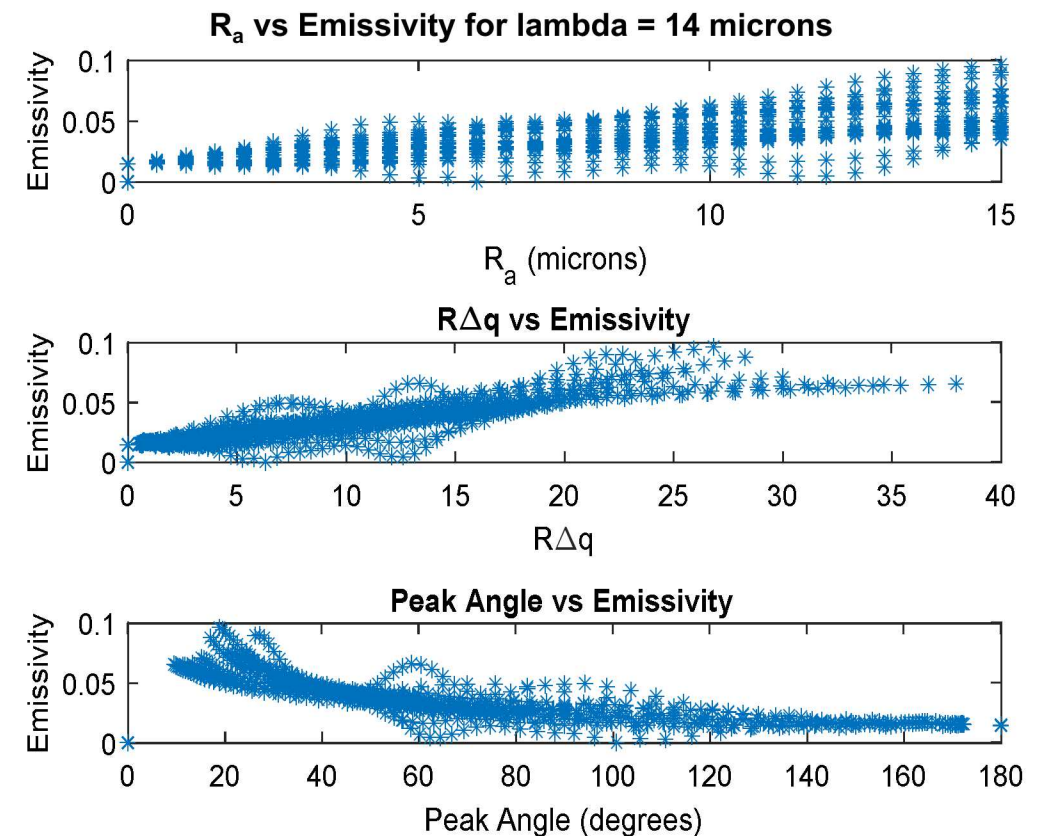 Rₐ vs Emissivity for lambda = 14 microns
Emissivity
0.1
0.05
0
0 5 10 15
Rₐ (microns)
RΔq vs Emissivity
Emissivity
0.1
0.05
0
0 5 10 15 20 25 30 35 40
RΔq
Peak Angle vs Emissivity
Emissivity
0.1
0.05
0
0 20 40 60 80 100 120 140 160 180
Peak Angle (degrees)